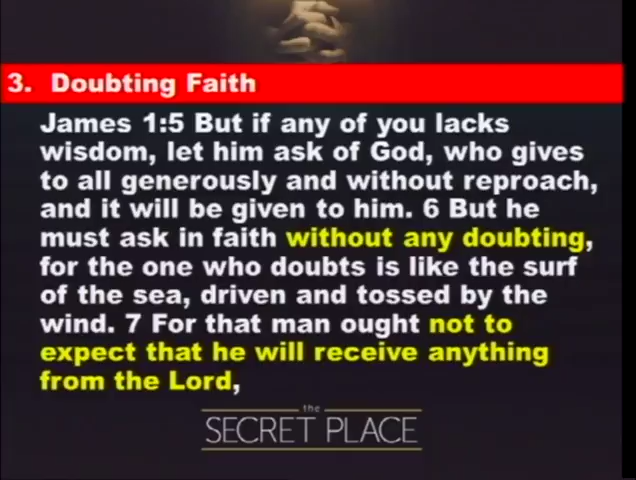 3. Doubting Faith
James 1:5 But if any of you lacks
wisdom, let him ask of God, who gives
to all generously and without reproach,
and it will be given to him. 6 But he
must ask in faith without any doubting,
for the one who doubts is like the surf
of the sea, driven and tossed by the
wind. 7 For that man ought not to
expect that he will receive anything
from the Lord,
the
SECRET PLACE